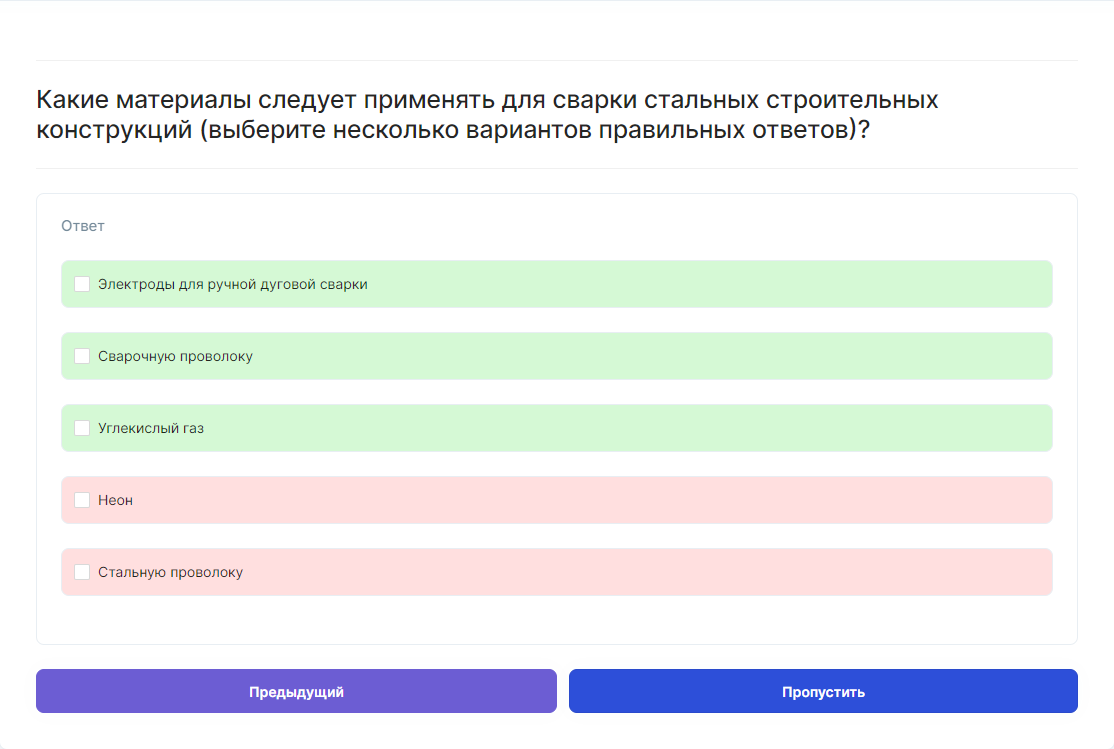 Какие материалы следует применять для сварки стальных строительных
конструкций (выберите несколько вариантов правильных ответов)?
Ответ
Электроды для ручной дуговой сварки
Сварочную проволоку
Углекислый газ
Неон
Стальную проволоку
Предыдущий
Пропустить